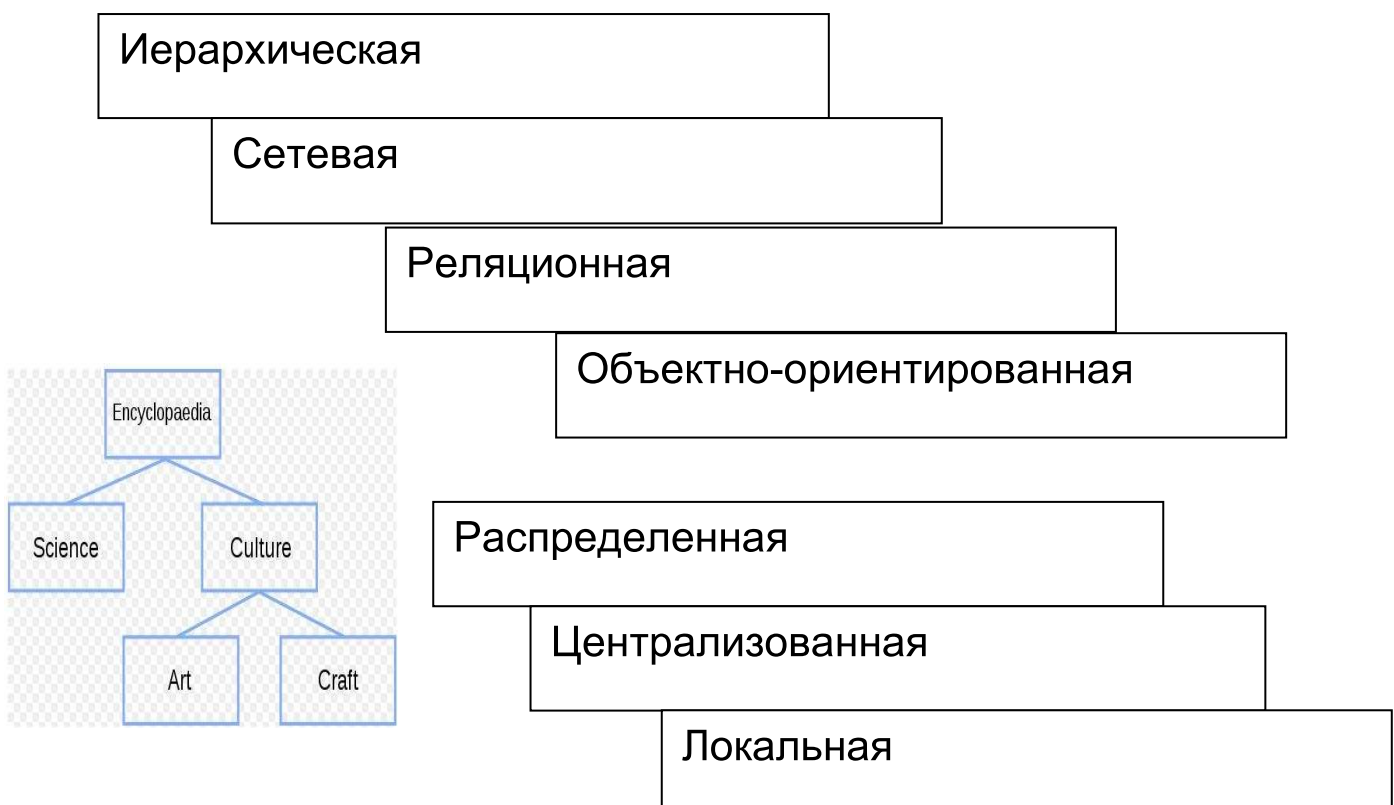 Иерархическая
Сетевая
Реляционная
Объектно-ориентированная
Encyclopaedia
Science
Culture
Art
Craft
Распределенная
Централизованная
Локальная